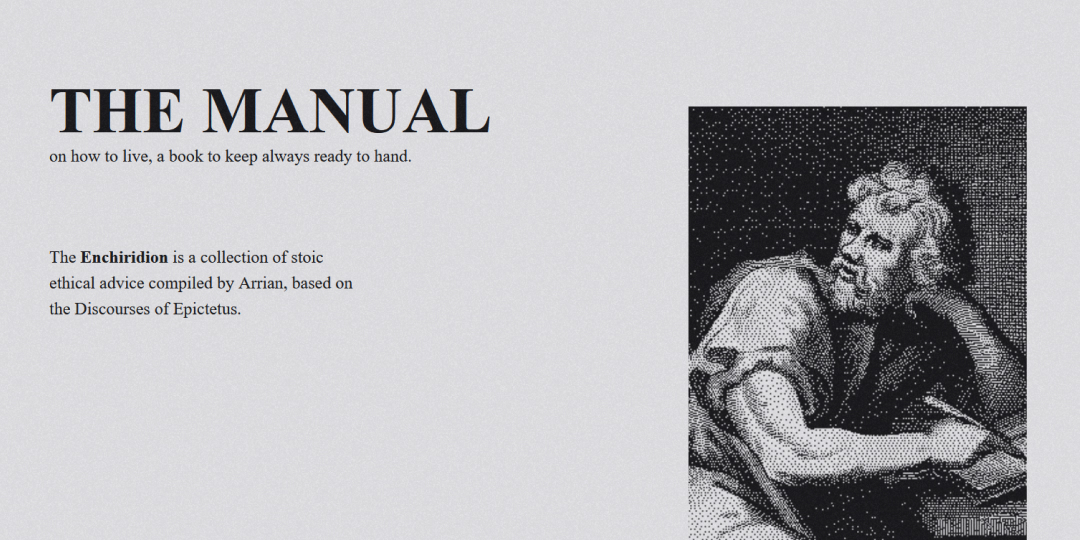 THE MANUAL
on how to live, a book to keep always ready to hand.
The Enchiridion is a collection of stoic
ethical advice compiled by Arrian, based on
the Discourses of Epictetus.